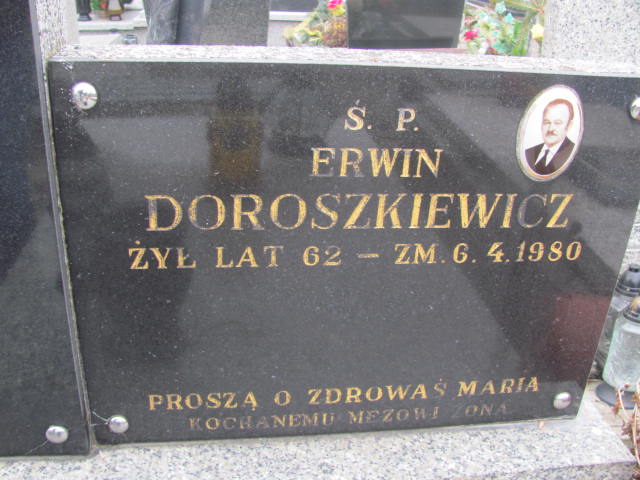 Ś. P.
ERWIN
DOROSZKIEWICZ
ŻYŁ LAT 62 – ZM. 6. 4. 1980
PROSZĄ O ZDROWAŚ MARIA
KOCHANEMU MĘŻOWI ŻONA